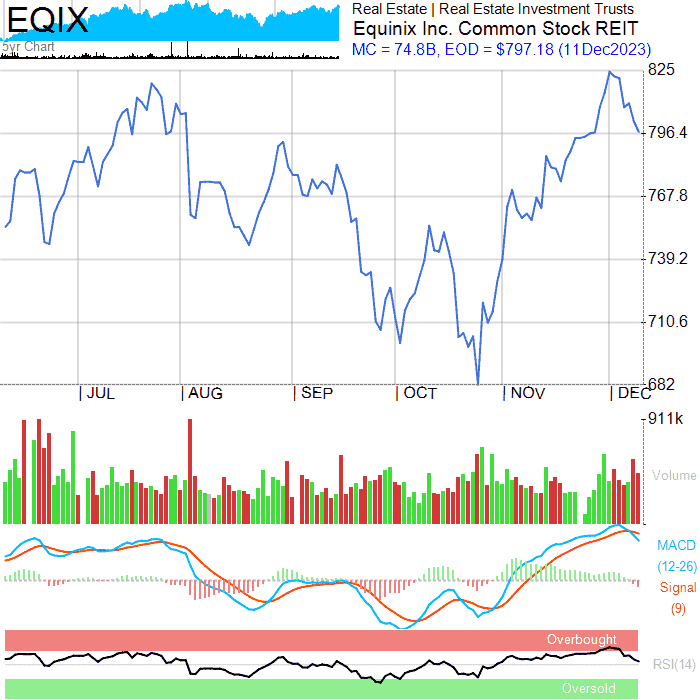 EQIX
5yr Chart
Real Estate | Real Estate Investment Trusts
Equinix Inc. Common Stock REIT
MC = 74.8B, EOD = $797.18 (11Dec2023)
825
796.4
767.8
739.2
710.6
682
| JUL | AUG | SEP | OCT | NOV | DEC
911k
Volume
MACD
(12-26)
Signal
(9)
Overbought
RSI(14)
Oversold